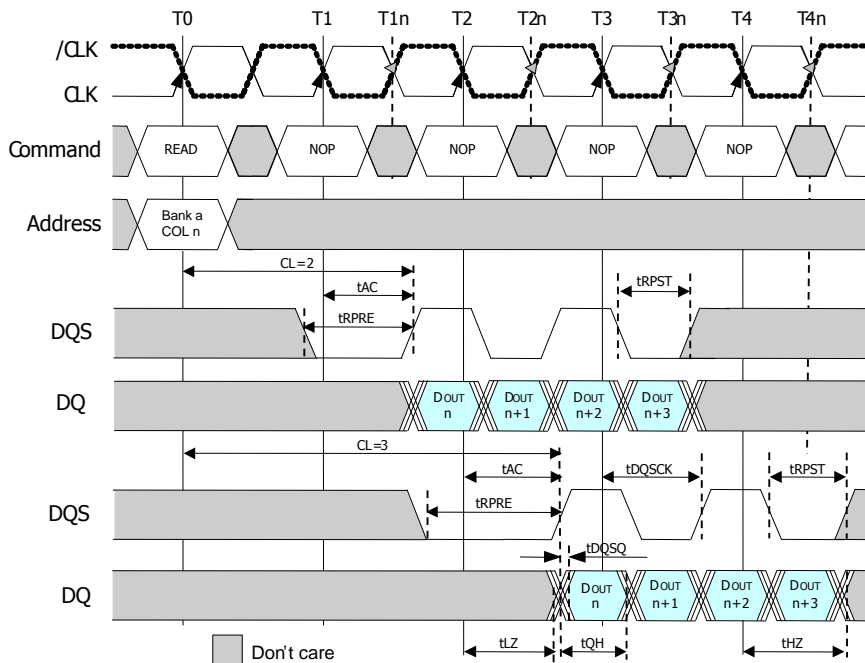 T0 T1 T1n T2 T2n T3 T3n T4 T4n
/CLK
CLK
Command READ NOP NOP NOP NOP
Address Bank a
COL n
CL=2
tAC tRPST
DQS tRPRE
DQ DOUT n DOUT n+1 DOUT n+2 DOUT n+3
CL=3
tAC tDQSCK tRPST
DQS tRPRE
tDQSQ
DQ DOUT n DOUT n+1 DOUT n+2 DOUT n+3
tLZ tQH tHZ
Don't care